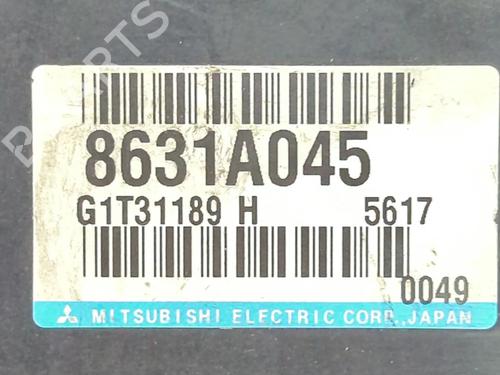 8631A045
G1T31189 H 5617
0049
MITSUBISHI ELECTRIC CORP., JAPAN